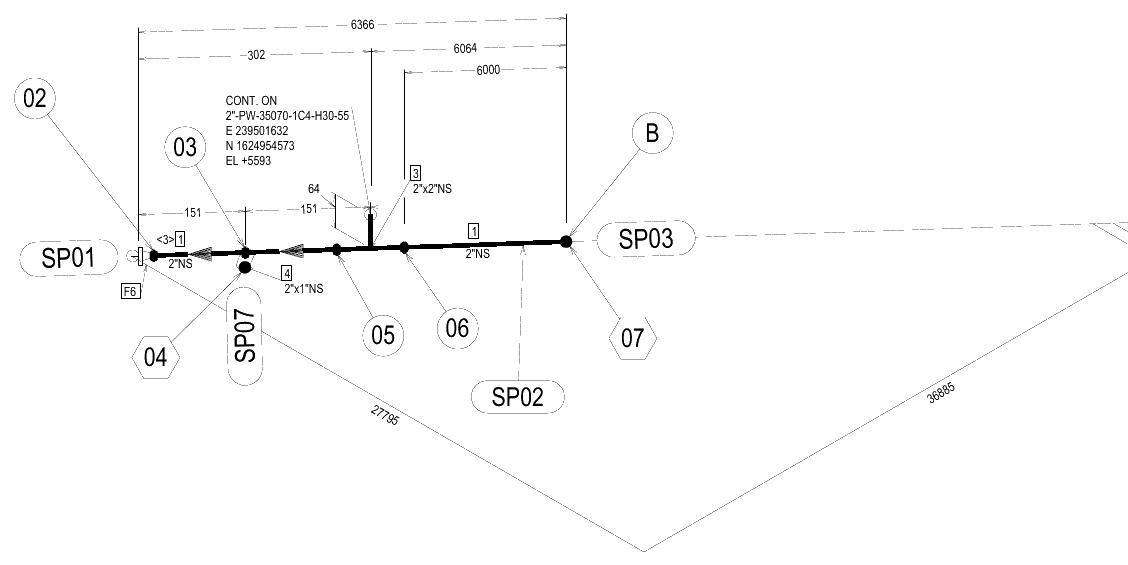 6366
302
6064
6000
02
CONT. ON
2"-PW-35070-1C4-H30-55
E 239501632
N 1624954573
EL +5593
03
B
64
3
2"x2"NS
151
151
<3>
1
2"NS
1
2"NS
SP01
SP03
F6
4
2"x1"NS
SP07
04
05
06
07
SP02
27795
36885